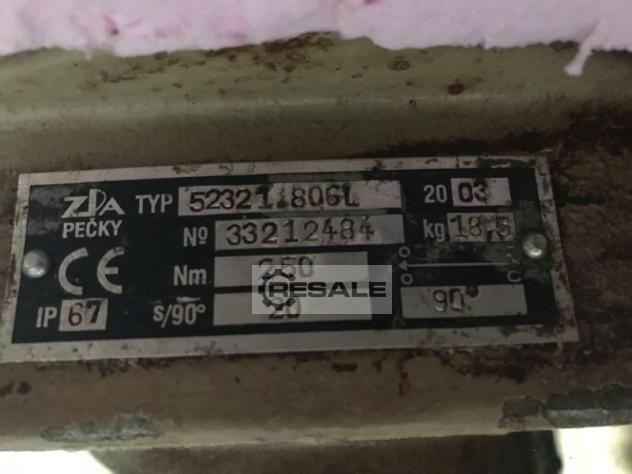 ZPA TYP 52321.806L 20 03
PEČKY Nº 33212484 kg 18,5
CE Nm 250
IP 67 s/90° 20 90°
RESALE